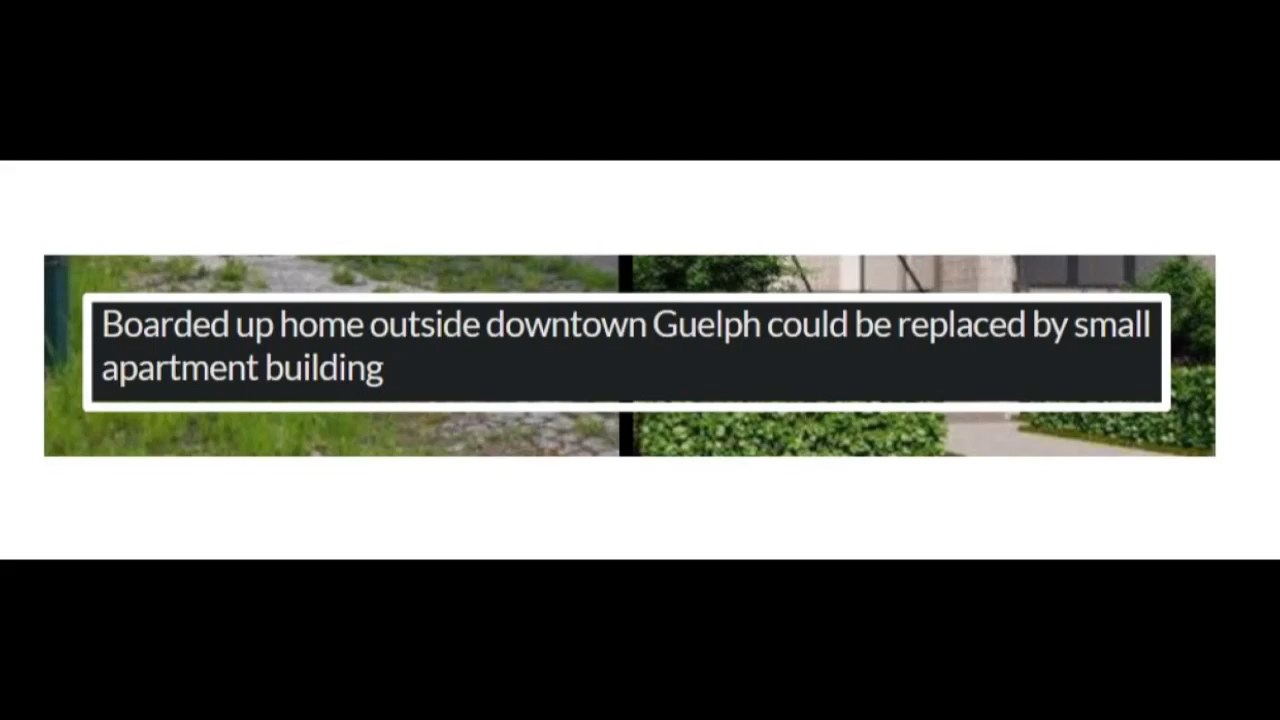 Boarded up home outside downtown Guelph could be replaced by small
apartment building